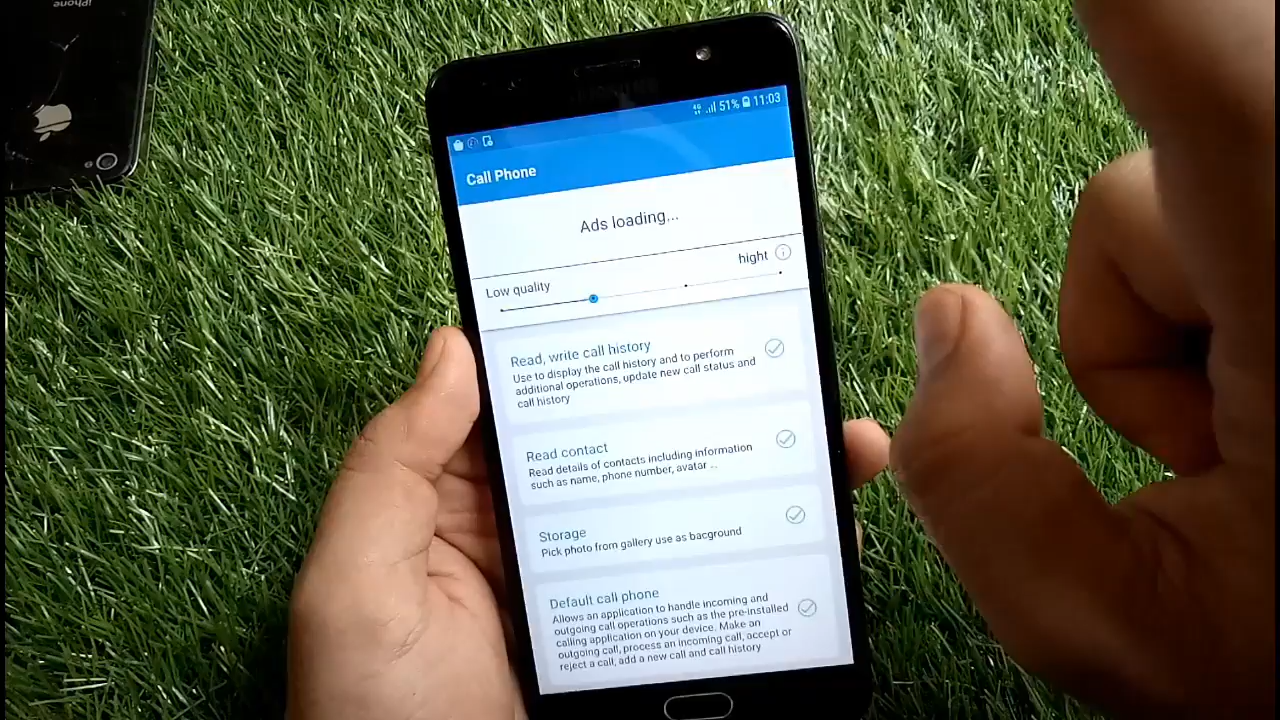 iPhone
4G 51% 11:03
Call Phone
Ads loading...
Low quality hight
Read, write call history
Use to display the call history and to perform
additional operations, update new call status and
call history
Read contact
Read details of contacts including information
such as name, phone number, avatar ..
Storage
Pick photo from gallery use as bacground
Default call phone
Allows an application to handle incoming and
outgoing call operations such as the pre-installed
calling application on your device. Make an
outgoing call, process an incoming call, accept or
reject a call, add a new call and call history